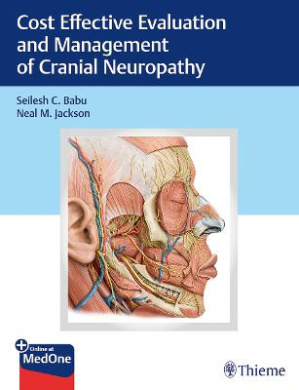 Cost Effective Evaluation
and Management
of Cranial Neuropathy
Seilesh C. Babu
Neal M. Jackson
+ Online at
MedOne
Thieme